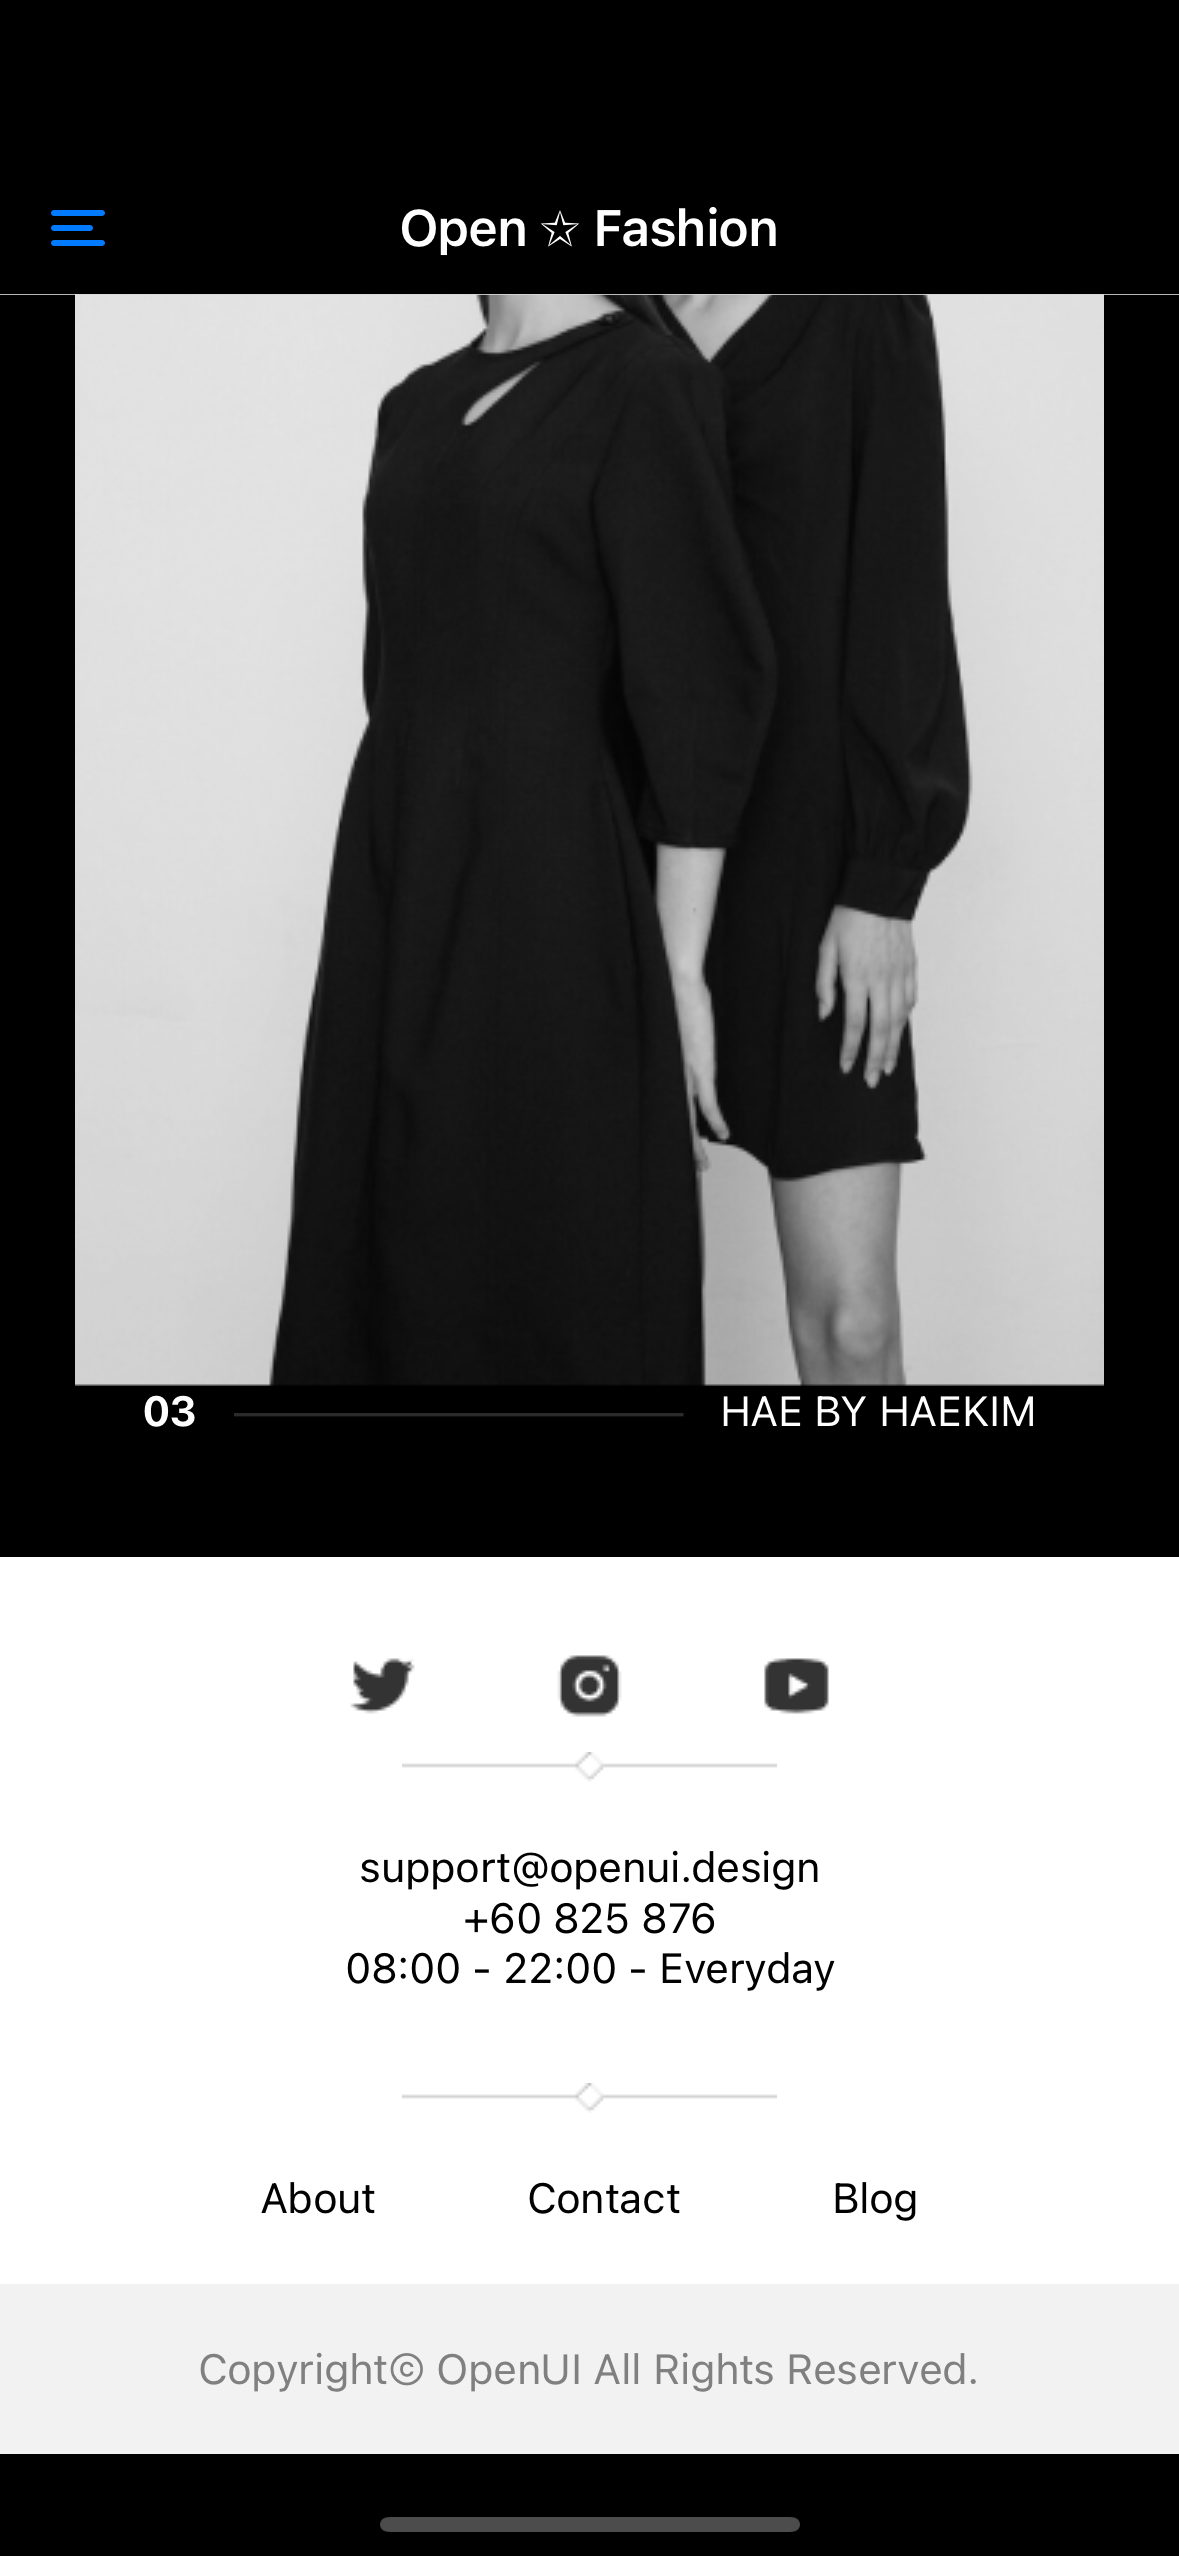 Open ☆ Fashion
03 HAE BY HAEKIM
support@openui.design
+60 825 876
08:00 - 22:00 - Everyday
About Contact Blog
Copyright© OpenUI All Rights Reserved.